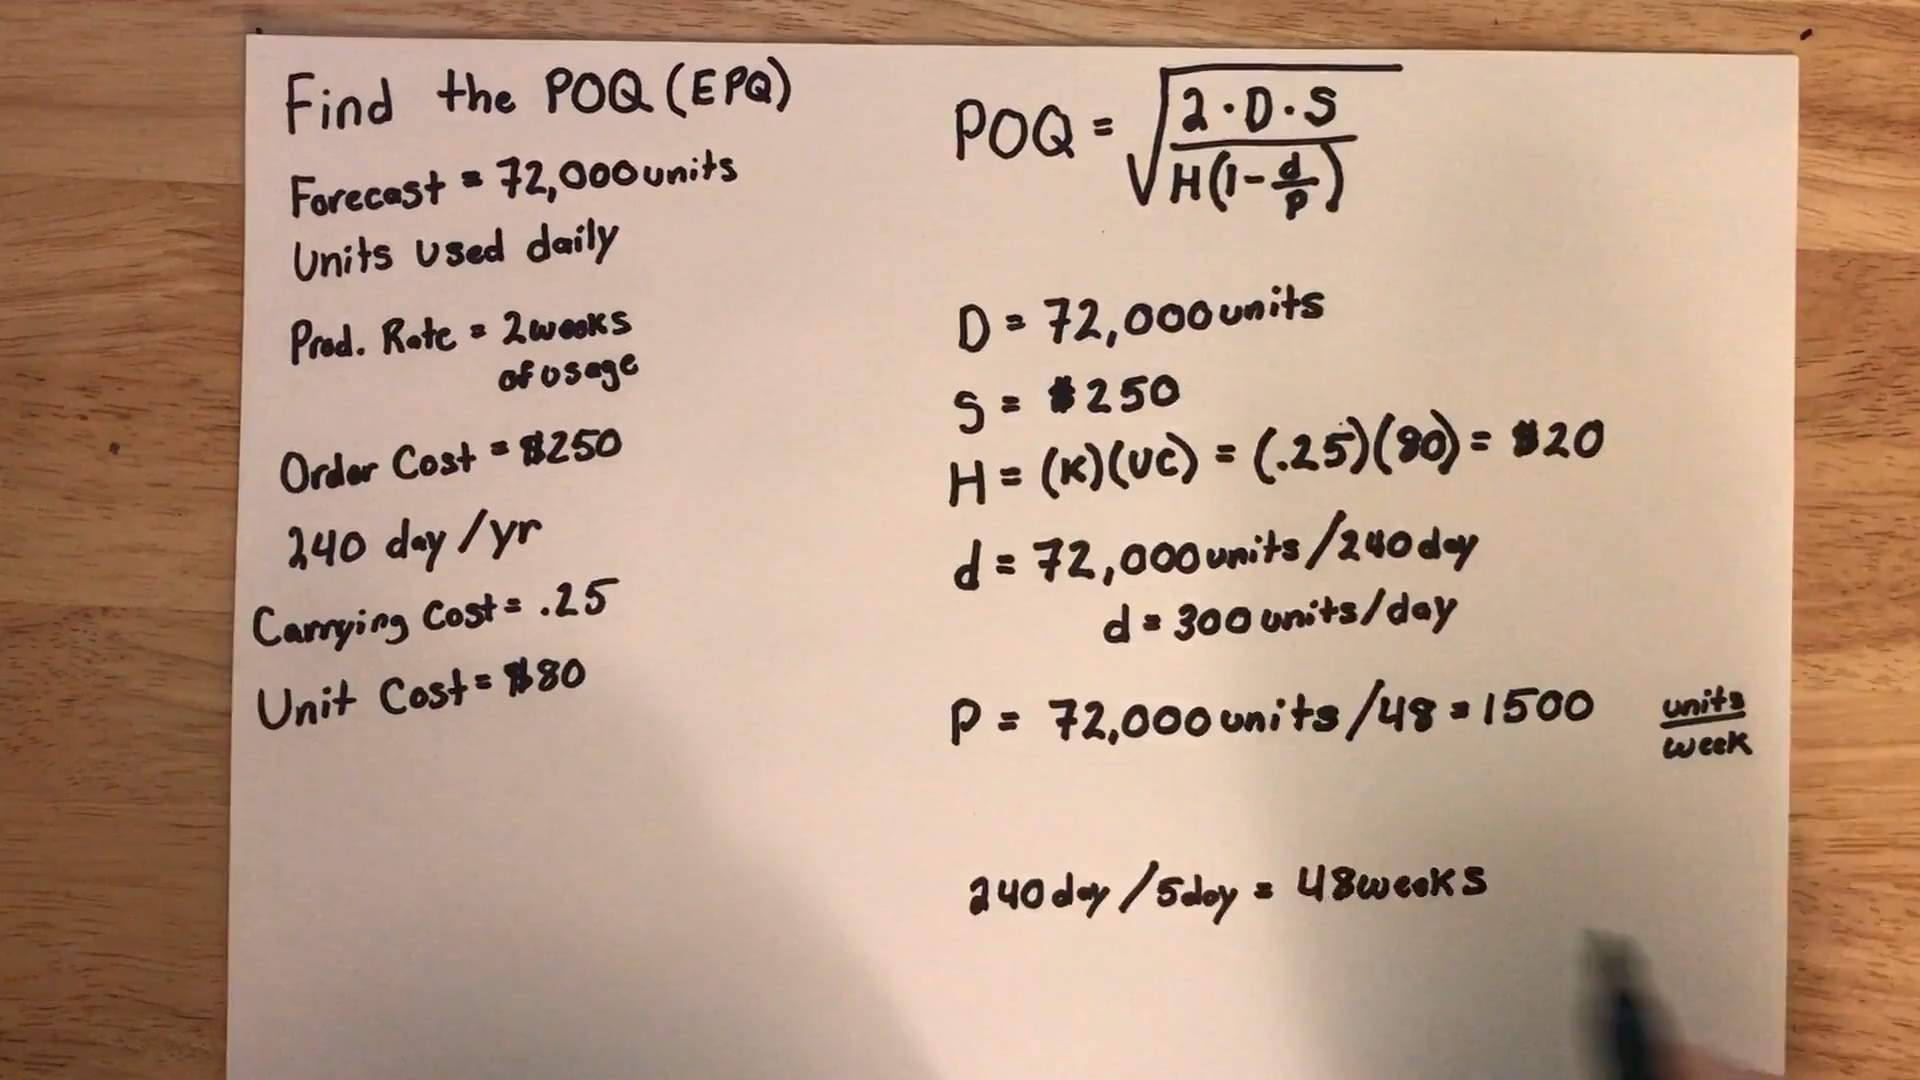 Find the POQ (EPQ)
Forecast = 72,000 units
Units used daily
Prod. Rate = 2 weeks
of usage
Order Cost = $250
240 day/yr
Carrying Cost = .25
Unit Cost = $80
POQ = √ 2·D·S
H(1-d/p)
D = 72,000 units
S = $250
H = (K)(UC) = (.25)(80) = $20
d = 72,000 units/240 day
d = 300 units/day
P = 72,000 units/48 = 1500 units/week
240 day/5 day = 48 weeks